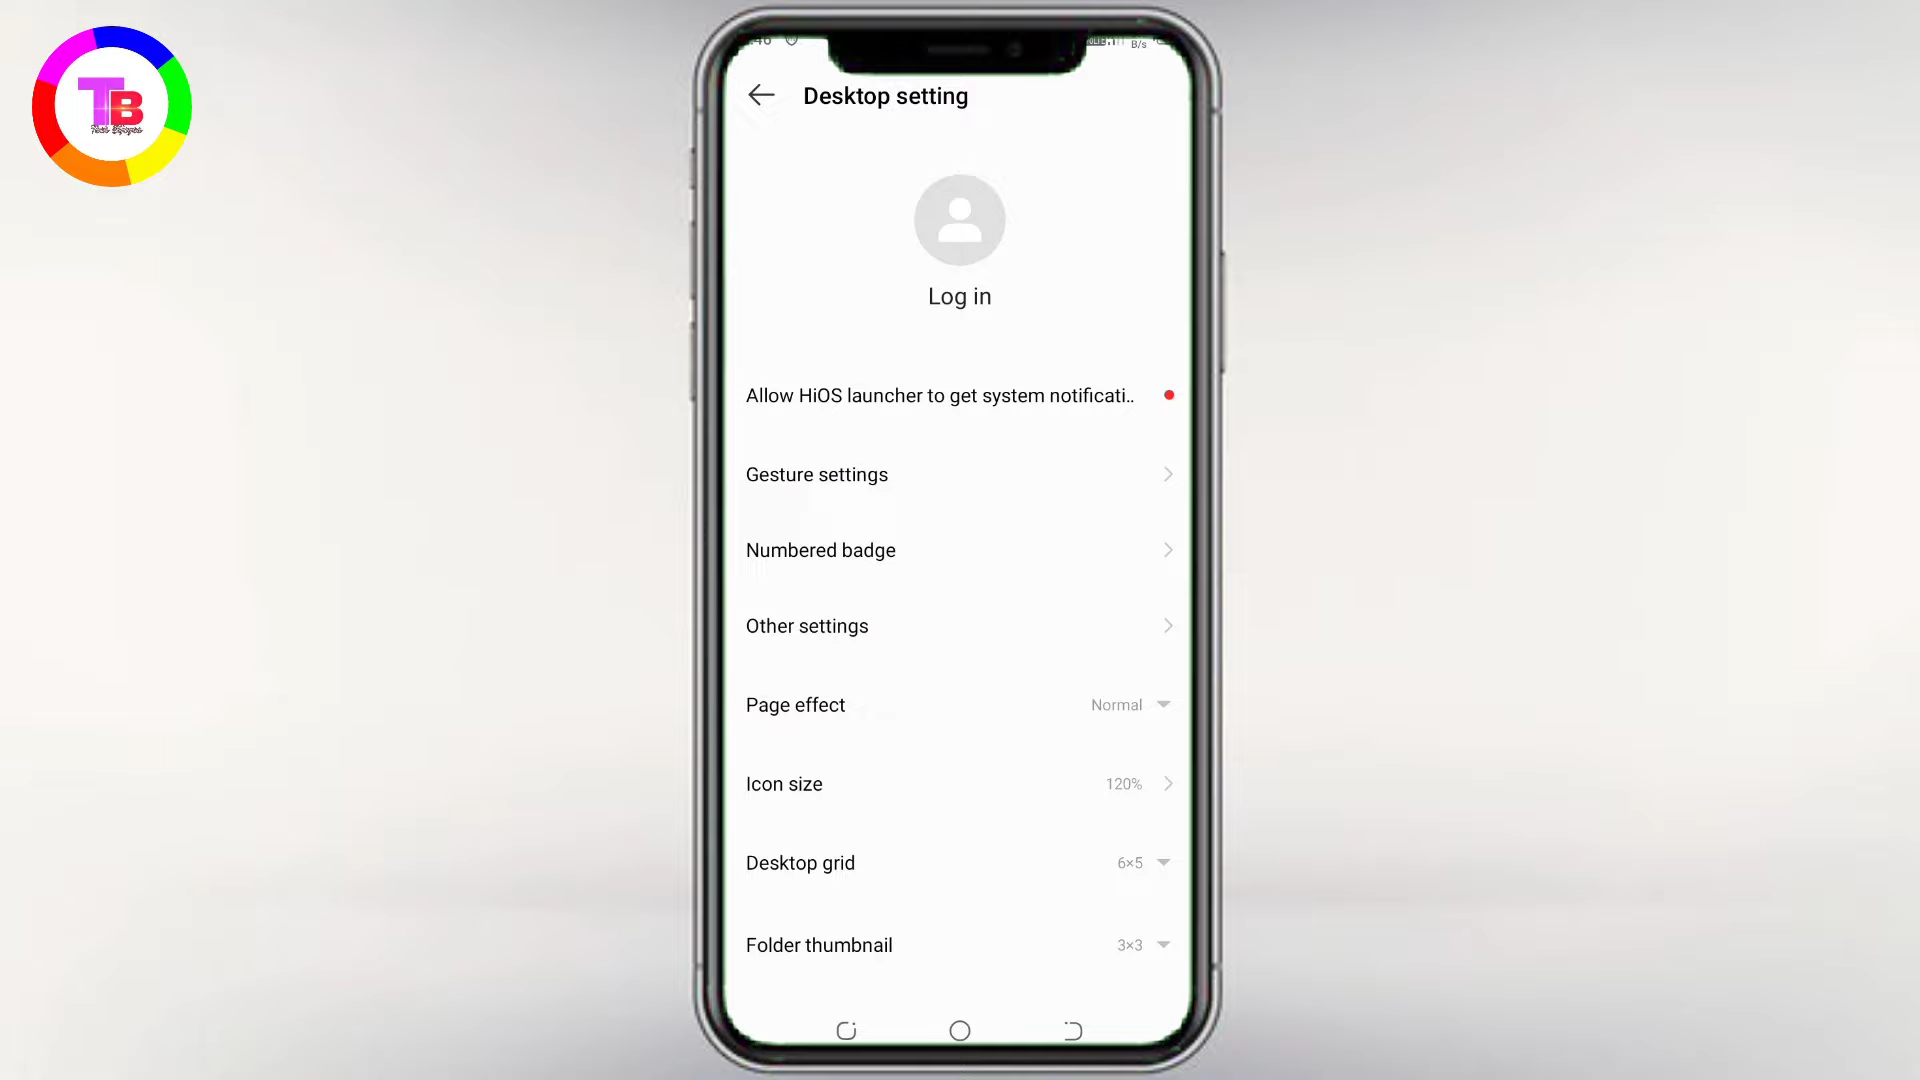 TB
B/s
Desktop setting
Log in
Allow HiOS launcher to get system notificati..
Gesture settings
Numbered badge
Other settings
Page effect
Normal
Icon size
120%
Desktop grid
6×5
Folder thumbnail
3×3